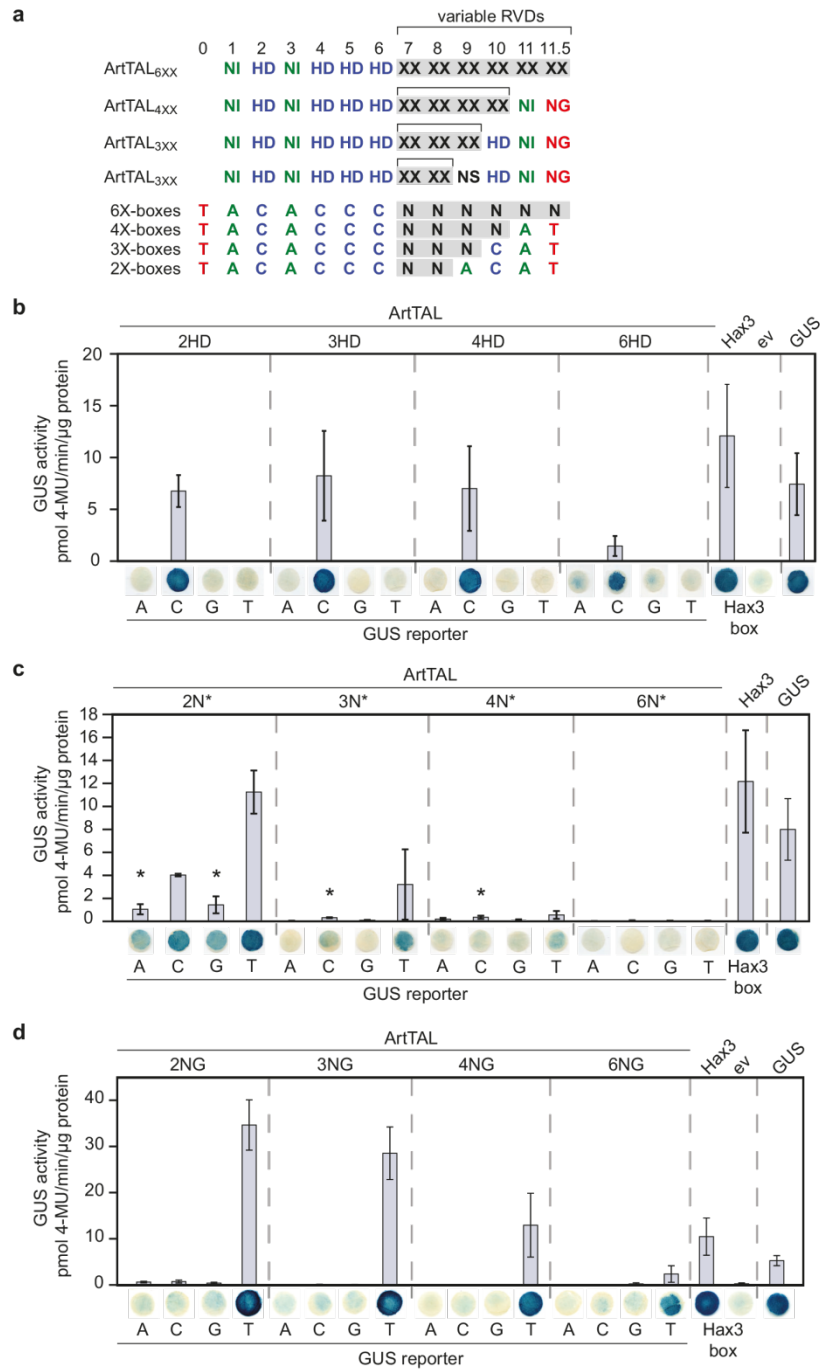 a
variable RVDs
0 1 2 3 4 5 6 7 8 9 10 11 11.5
ArtTAL6XX NI HD NI HD HD HD XX XX XX XX XX XX
ArtTAL4XX NI HD NI HD HD HD XX XX XX XX NI NG
ArtTAL3XX NI HD NI HD HD HD XX XX XX HD NI NG
ArtTAL3XX NI HD NI HD HD HD XX XX NS HD NI NG
6X-boxes T A C A C C C N N N N N N
4X-boxes T A C A C C C N N N N A T
3X-boxes T A C A C C C N N N C A T
2X-boxes T A C A C C C N N A C A T
b
ArtTAL
2HD 3HD 4HD 6HD Hax3 ev GUS
GUS activity
pmol 4-MU/min/µg protein
20
15
10
5
0
A C G T A C G T A C G T A C G T Hax3
box
GUS reporter
c
ArtTAL
2N* 3N* 4N* 6N* Hax3 GUS
GUS activity
pmol 4-MU/min/µg protein
18
16
14
12
10
8
6
4
2
0
* * * *
A C G T A C G T A C G T A C G T Hax3
box
GUS reporter
d
ArtTAL
2NG 3NG 4NG 6NG Hax3 ev GUS
GUS activity
pmol 4-MU/min/µg protein
40
30
20
10
0
A C G T A C G T A C G T A C G T Hax3
box
GUS reporter